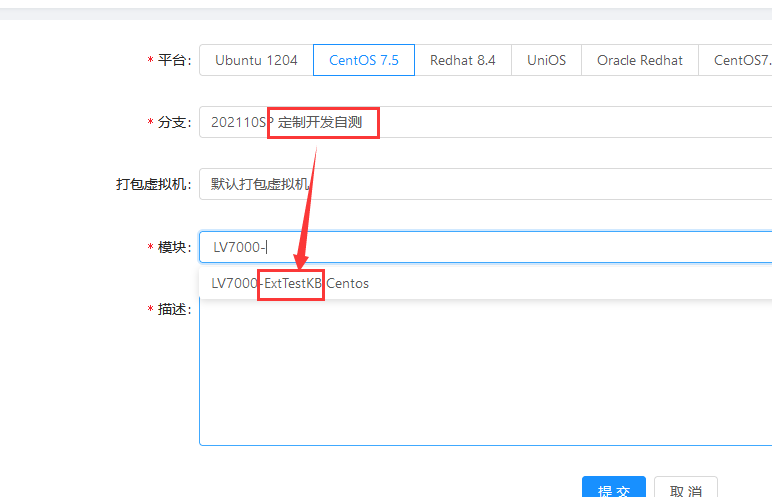 * 平台: Ubuntu 1204 CentOS 7.5 Redhat 8.4 UniOS Oracle Redhat CentOS7.
* 分支: 202110SP 定制开发自测
打包虚拟机: 默认打包虚拟机
* 模块: LV7000-
LV7000-ExtTestKB Centos
* 描述:
提 交 取 消